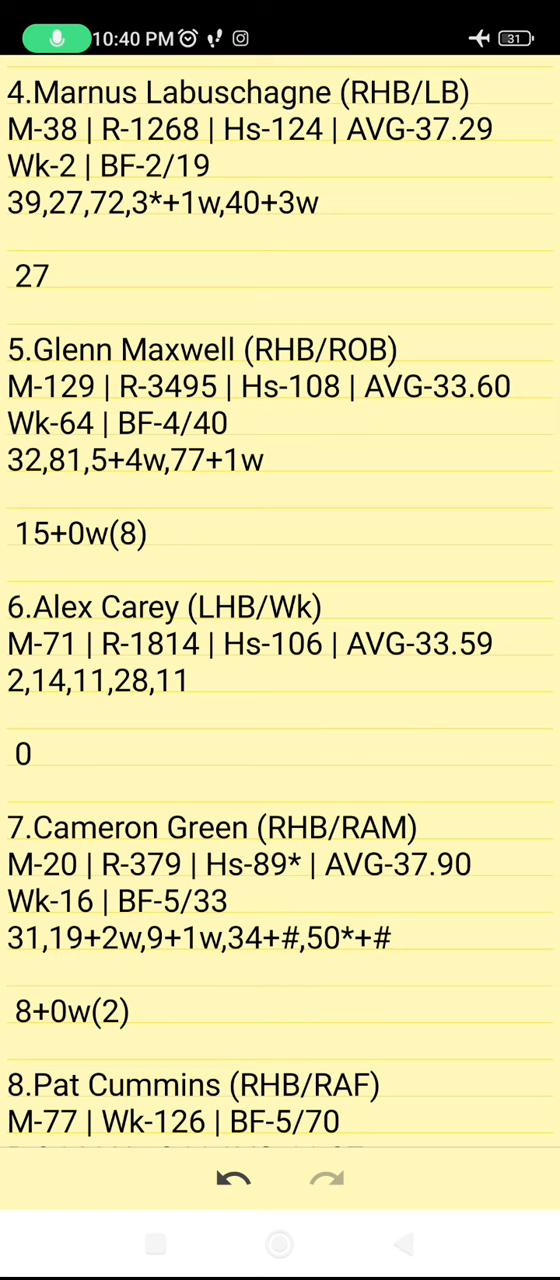 10:40 PM
31
4.Marnus Labuschagne (RHB/LB)
M-38 | R-1268 | Hs-124 | AVG-37.29
Wk-2 | BF-2/19
39,27,72,3*+1w,40+3w
27
5.Glenn Maxwell (RHB/ROB)
M-129 | R-3495 | Hs-108 | AVG-33.60
Wk-64 | BF-4/40
32,81,5+4w,77+1w
15+0w(8)
6.Alex Carey (LHB/Wk)
M-71 | R-1814 | Hs-106 | AVG-33.59
2,14,11,28,11
0
7.Cameron Green (RHB/RAM)
M-20 | R-379 | Hs-89* | AVG-37.90
Wk-16 | BF-5/33
31,19+2w,9+1w,34+#,50*+#
8+0w(2)
8.Pat Cummins (RHB/RAF)
M-77 | Wk-126 | BF-5/70